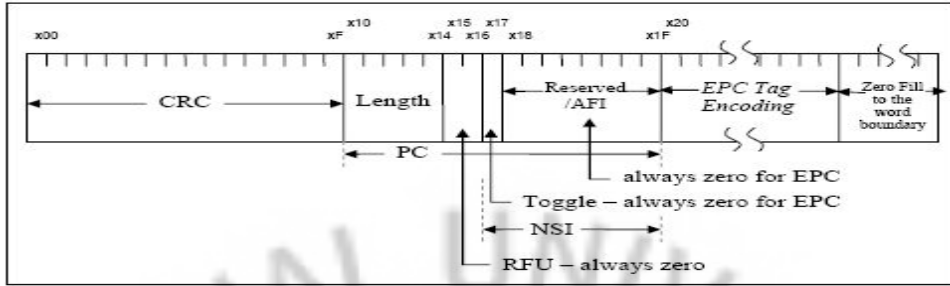 x10 x15 x17 x20
x00 xF x14 x16 x18 x1F
CRC
Length
Reserved
/AFI
EPC Tag
Encoding
Zero Fill
to the
word
boundary
PC
always zero for EPC
Toggle – always zero for EPC
NSI
RFU – always zero